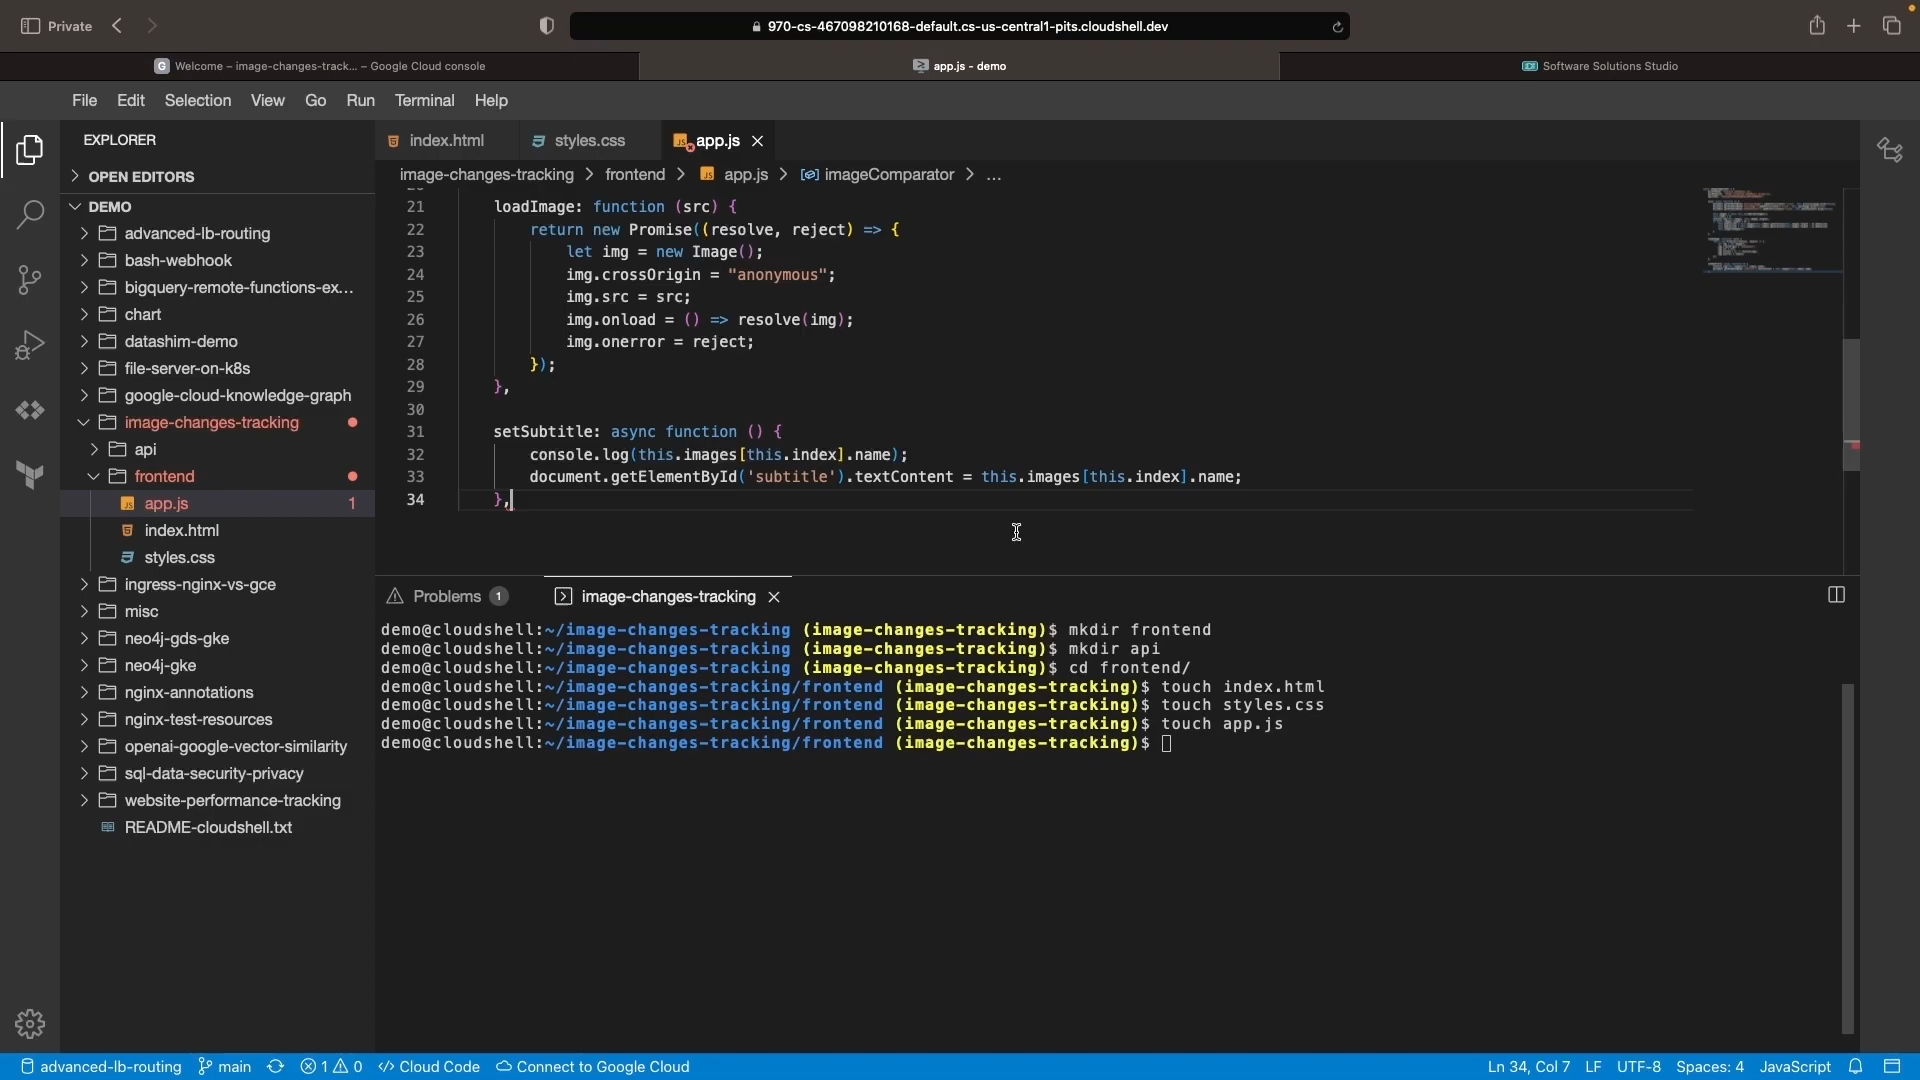 Private
970-cs-467098210168-default.cs-us-central1-pits.cloudshell.dev
Welcome – image-changes-track... – Google Cloud console
app.js - demo
Software Solutions Studio
File Edit Selection View Go Run Terminal Help
EXPLORER
OPEN EDITORS
DEMO
advanced-lb-routing
bash-webhook
bigquery-remote-functions-ex...
chart
datashim-demo
file-server-on-k8s
google-cloud-knowledge-graph
image-changes-tracking
api
frontend
app.js 1
index.html
styles.css
ingress-nginx-vs-gce
misc
neo4j-gds-gke
neo4j-gke
nginx-annotations
nginx-test-resources
openai-google-vector-similarity
sql-data-security-privacy
website-performance-tracking
README-cloudshell.txt
index.html styles.css JS app.js
image-changes-tracking > frontend > JS app.js > imageComparator > ...
21 loadImage: function (src) {
22 return new Promise((resolve, reject) => {
23 let img = new Image();
24 img.crossOrigin = "anonymous";
25 img.src = src;
26 img.onload = () => resolve(img);
27 img.onerror = reject;
28 });
29 },
30
31 setSubtitle: async function () {
32 console.log(this.images[this.index].name);
33 document.getElementById('subtitle').textContent = this.images[this.index].name;
34 },
Problems 1 image-changes-tracking
demo@cloudshell:~/image-changes-tracking (image-changes-tracking)$ mkdir frontend
demo@cloudshell:~/image-changes-tracking (image-changes-tracking)$ mkdir api
demo@cloudshell:~/image-changes-tracking (image-changes-tracking)$ cd frontend/
demo@cloudshell:~/image-changes-tracking/frontend (image-changes-tracking)$ touch index.html
demo@cloudshell:~/image-changes-tracking/frontend (image-changes-tracking)$ touch styles.css
demo@cloudshell:~/image-changes-tracking/frontend (image-changes-tracking)$ touch app.js
demo@cloudshell:~/image-changes-tracking/frontend (image-changes-tracking)$
advanced-lb-routing main 1 0 </> Cloud Code Connect to Google Cloud
Ln 34, Col 7 LF UTF-8 Spaces: 4 JavaScript